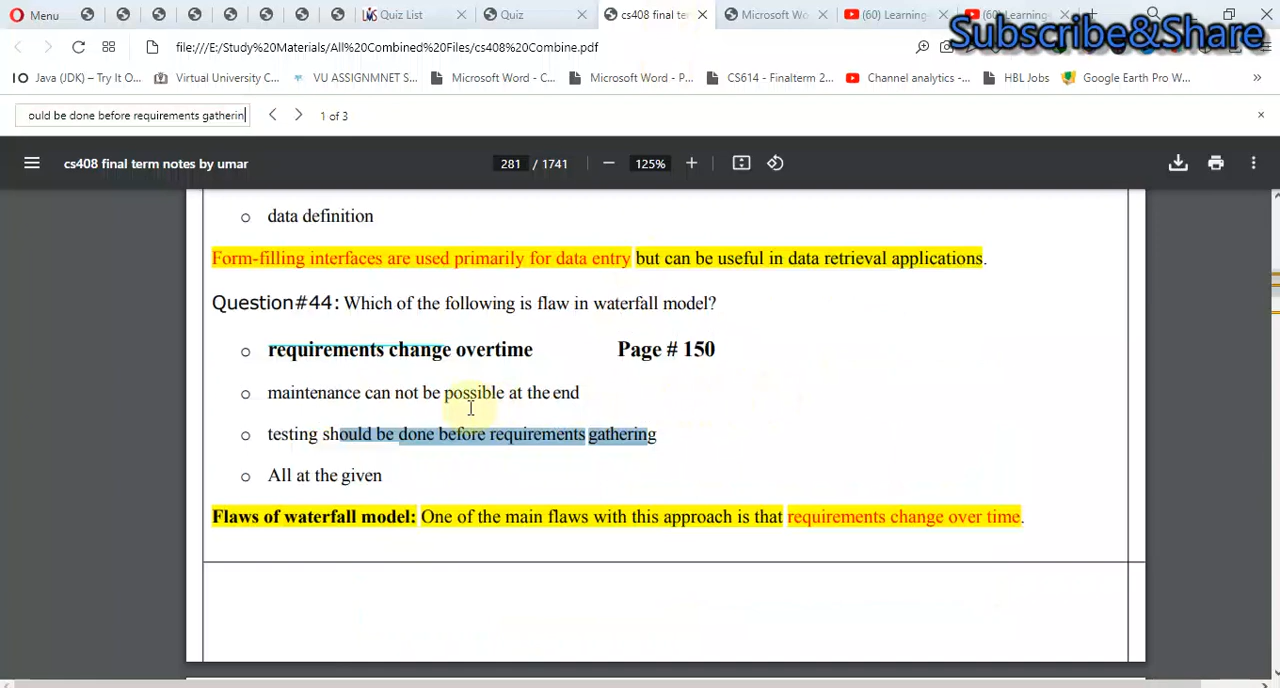 Menu
Quiz List
Quiz
cs408 final te
Microsoft Wo
(60) Learning
(60) Learning
Subscribe&Share
file:///E:/Study%20Materials/All%20Combined%20Files/cs408%20Combine.pdf
Java (JDK) – Try It O...
Virtual University C...
VU ASSIGNMNET S...
Microsoft Word - C...
Microsoft Word - P...
CS614 - Finalterm 2...
Channel analytics -...
HBL Jobs
Google Earth Pro W...
»
ould be done before requirements gatherin
1 of 3
cs408 final term notes by umar
281 / 1741
125%
o data definition
Form-filling interfaces are used primarily for data entry but can be useful in data retrieval applications.
Question#44: Which of the following is flaw in waterfall model?
o requirements change overtime Page # 150
o maintenance can not be possible at the end
o testing should be done before requirements gathering
o All at the given
Flaws of waterfall model: One of the main flaws with this approach is that requirements change over time.